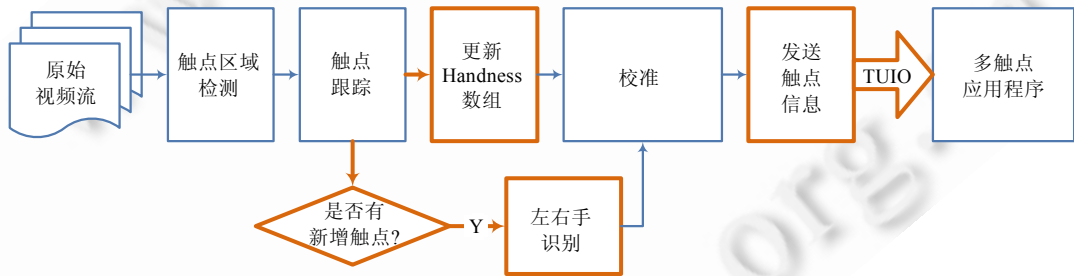 原始
视频流
触点区域
检测
触点
跟踪
更新
Handness
数组
校准
发送
触点
信息
TUIO
多触点
应用程序
是否有
新增触点?
Y
左右手
识别
org.